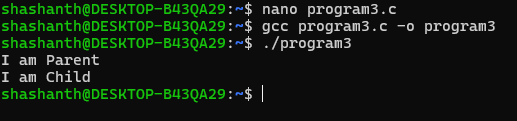 shashanth@DESKTOP-B43QA29:~$ nano program3.c
shashanth@DESKTOP-B43QA29:~$ gcc program3.c -o program3
shashanth@DESKTOP-B43QA29:~$ ./program3
I am Parent
I am Child
shashanth@DESKTOP-B43QA29:~$